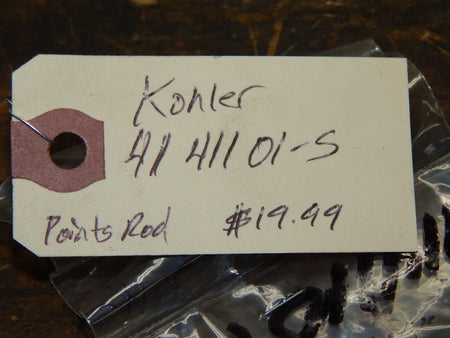 Kohler
41 411 01-S
Points Rod $19.99